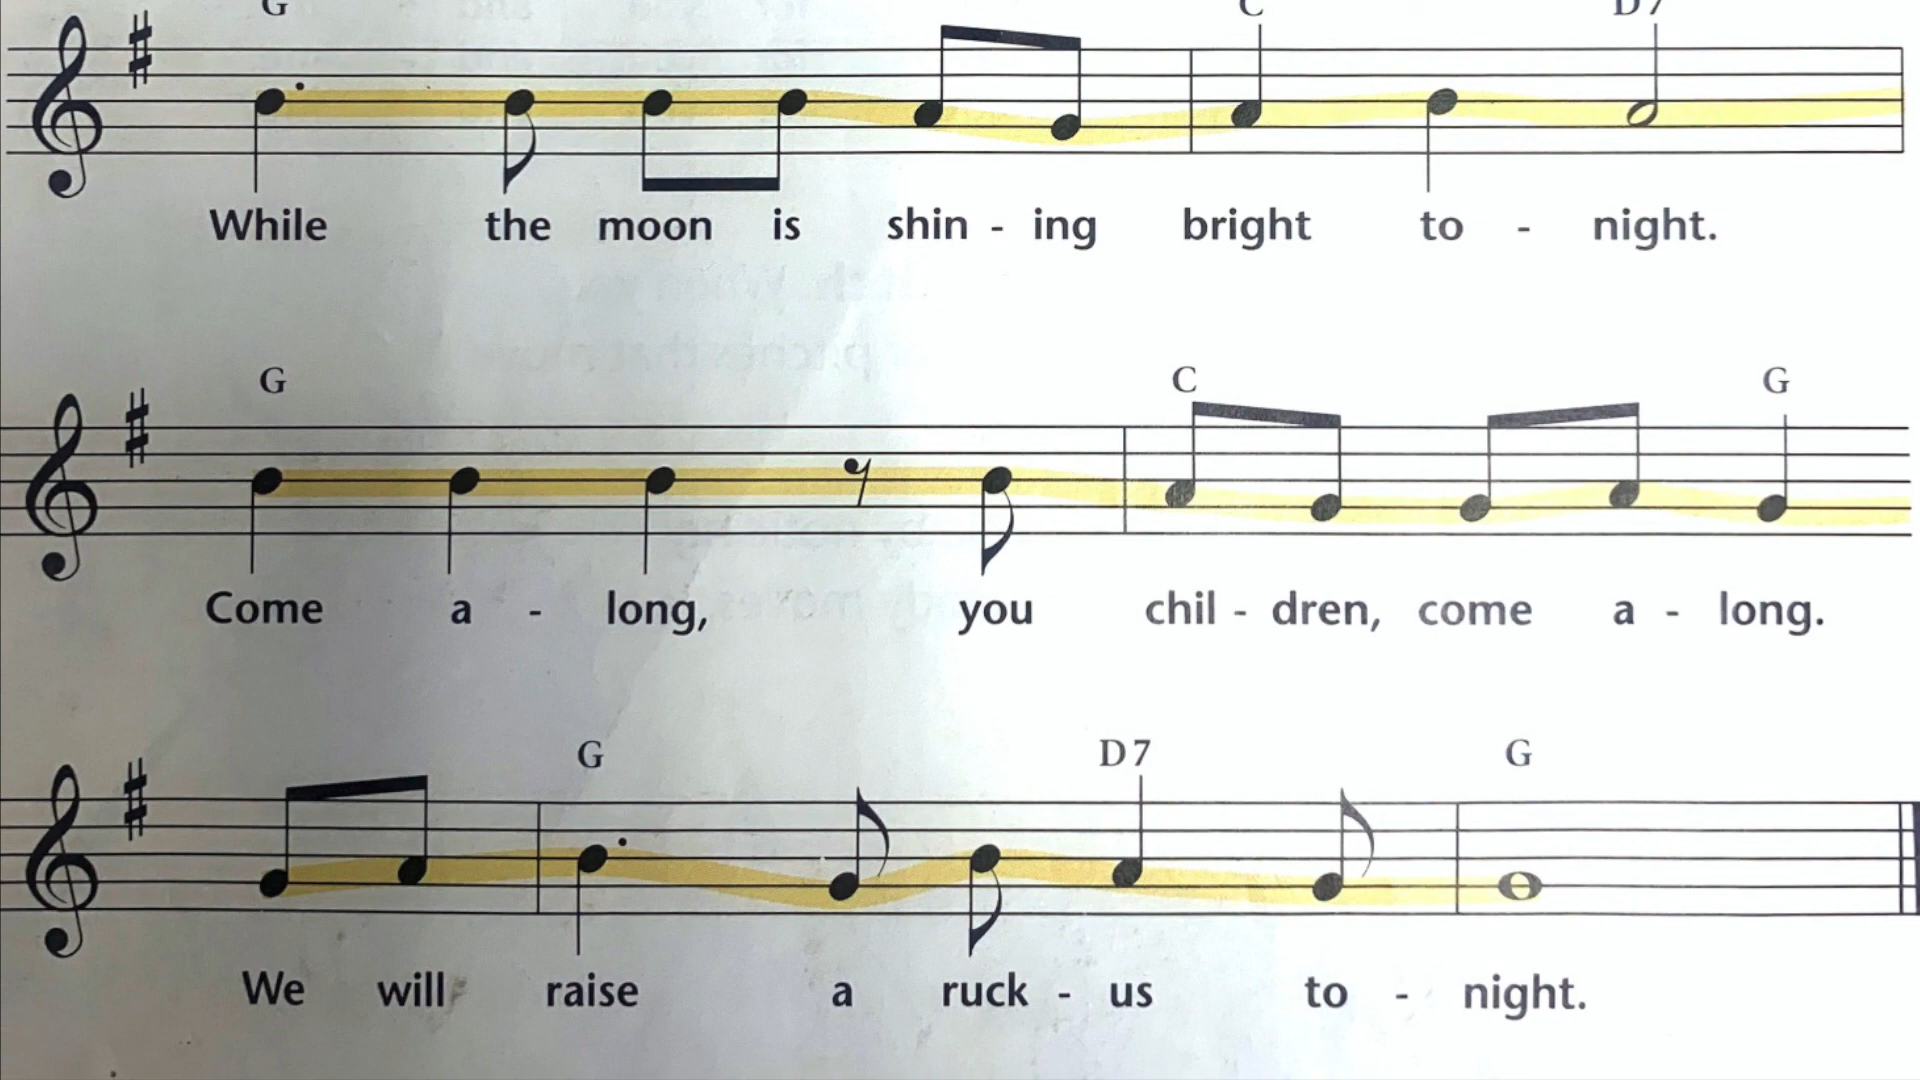 G C D7
While the moon is shin - ing bright to - night.
G C G
Come a - long, you chil - dren, come a - long.
G D7 G
We will raise a ruck - us to - night.